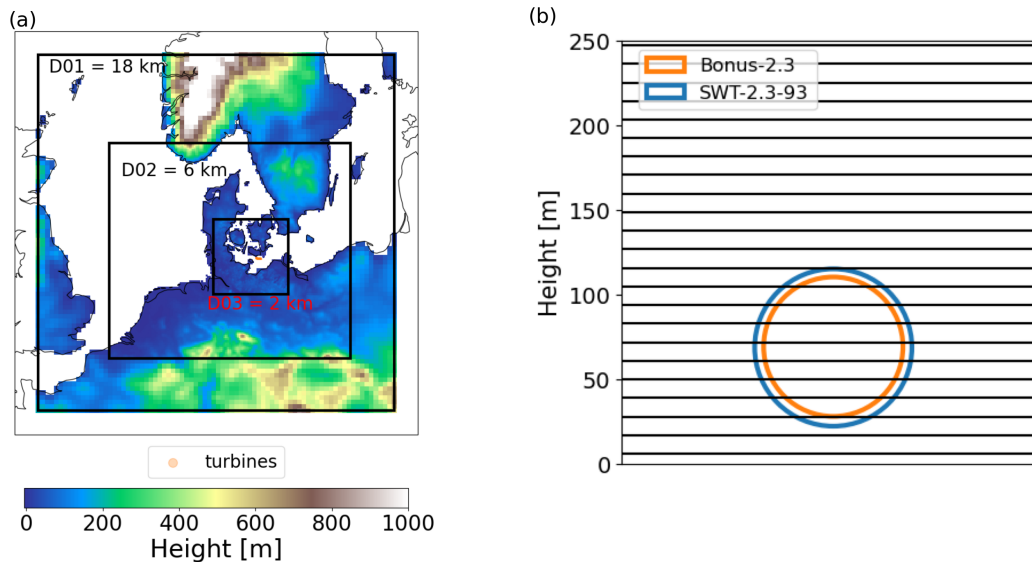 (a)
D01 = 18 km
D02 = 6 km
D03 = 2 km
turbines
0 200 400 600 800 1000
Height [m]
(b)
250
200
150
100
50
0
Height [m]
Bonus-2.3
SWT-2.3-93